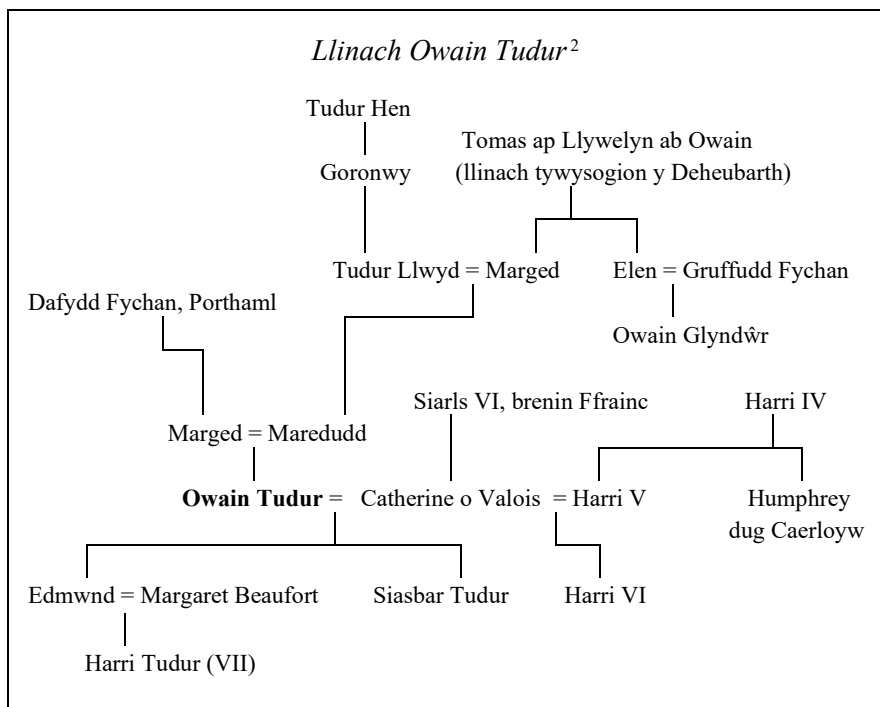 Llinach Owain Tudur²
Tudur Hen
Tomas ap Llywelyn ab Owain
Goronwy
(llinach tywysogion y Deheubarth)
Tudur Llwyd = Marged
Elen = Gruffudd Fychan
Dafydd Fychan, Porthaml
Owain Glyndŵr
Siarls VI, brenin Ffrainc
Harri IV
Marged = Maredudd
Owain Tudur = Catherine o Valois = Harri V
Humphrey
dug Caerloyw
Edmwnd = Margaret Beaufort
Siasbar Tudur
Harri VI
Harri Tudur (VII)